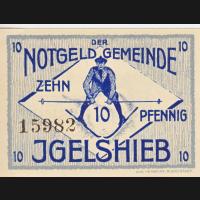 10 DER 10
NOTGELD GEMEINDE
ZEHN PFENNIG
15982 10
10 JGELSHIEB 10